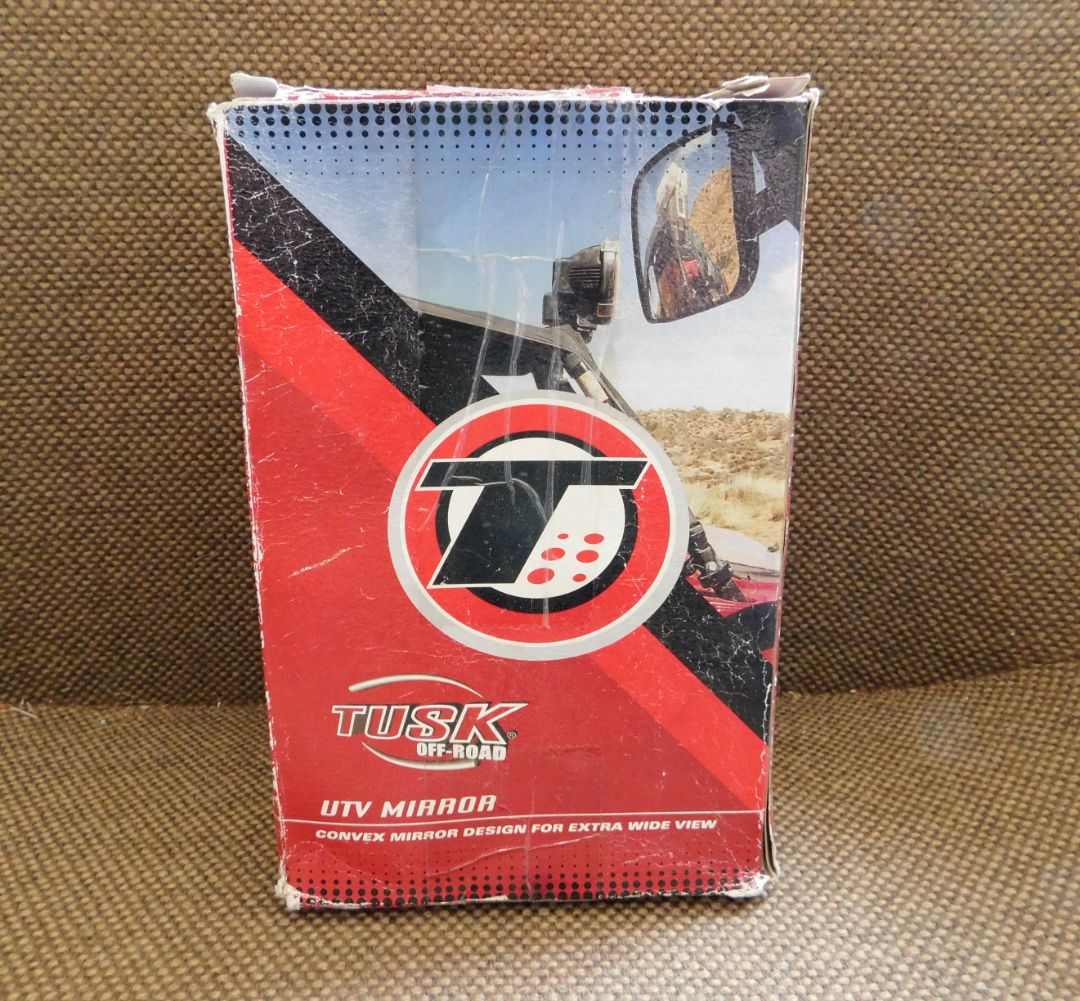 T
TUSK®
OFF-ROAD
UTV MIRROR
CONVEX MIRROR DESIGN FOR EXTRA WIDE VIEW